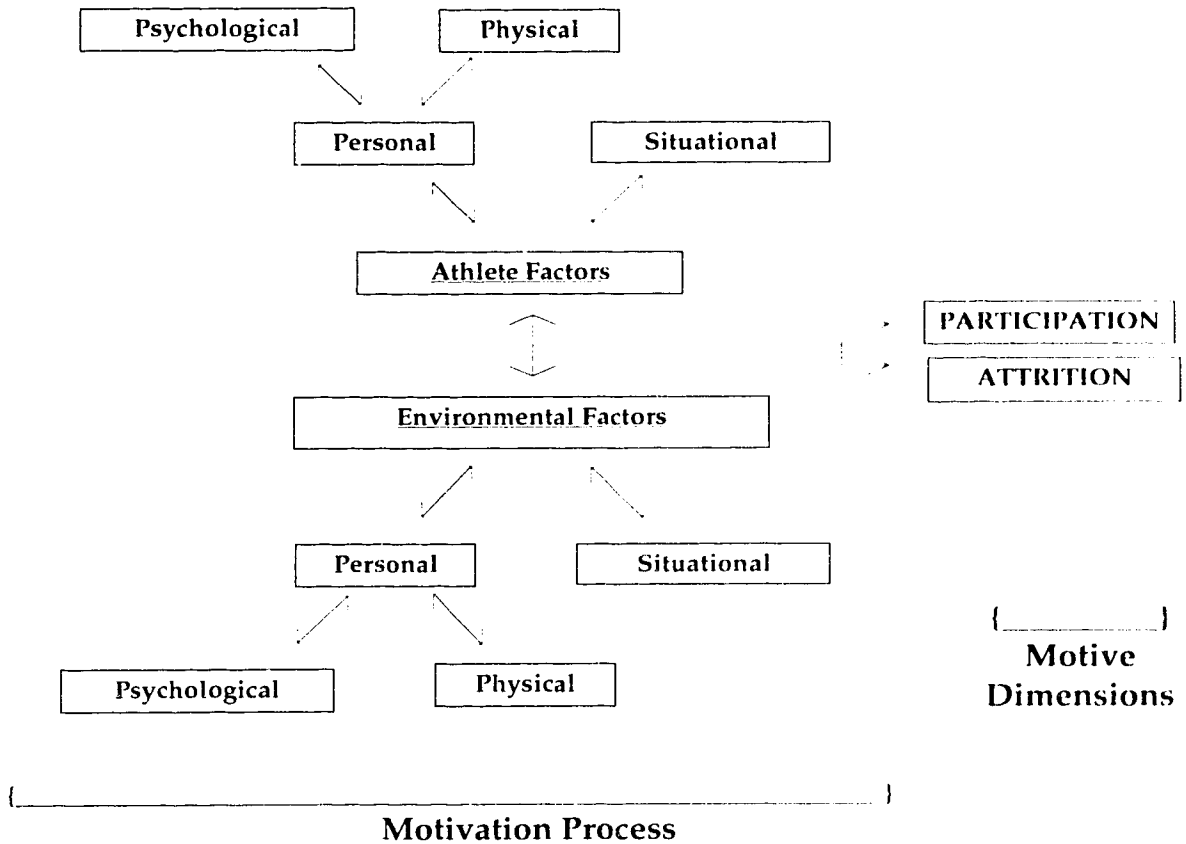 Psychological
Physical
Personal
Situational
Athlete Factors
PARTICIPATION
ATTRITION
Environmental Factors
Personal
Situational
Psychological
Physical
Motive
Dimensions
Motivation Process